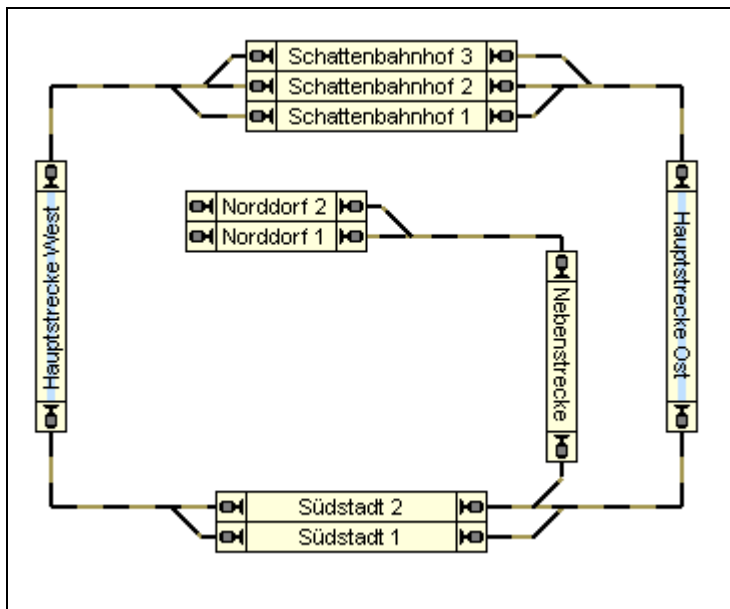 Schattenbahnhof 3
Schattenbahnhof 2
Schattenbahnhof 1
Norddorf 2
Norddorf 1
Hauptstrecke West
Nebenstrecke
Hauptstrecke Ost
Südstadt 2
Südstadt 1